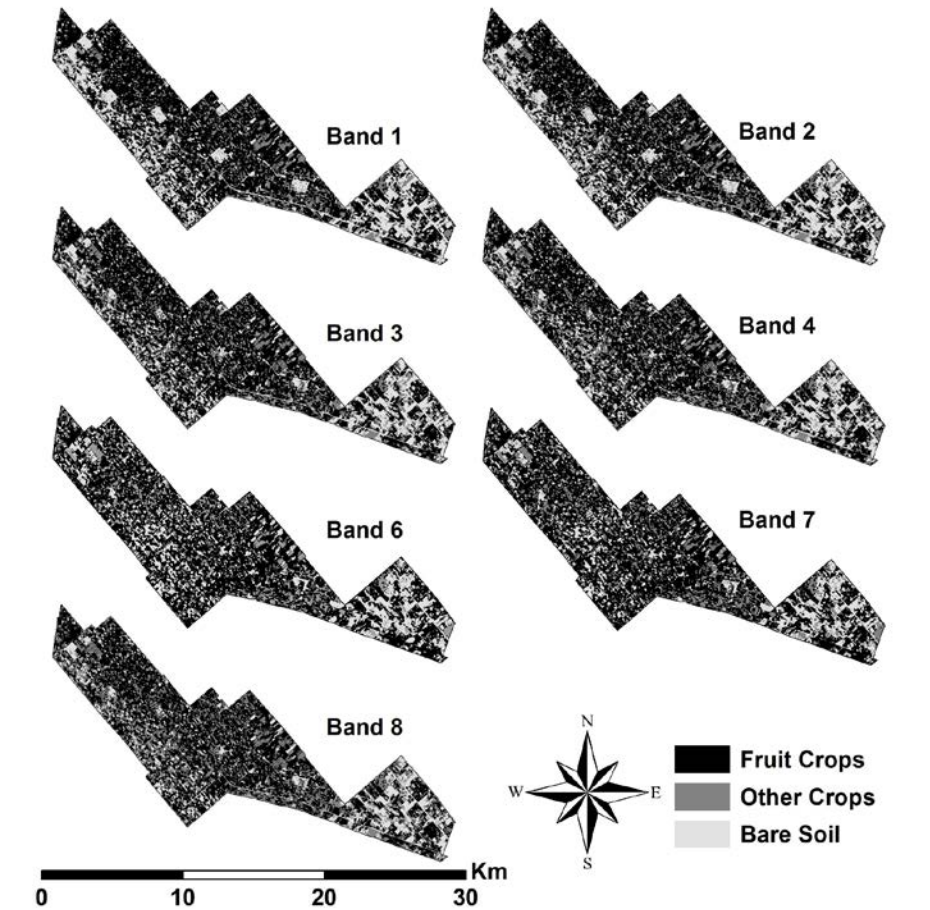 Band 1
Band 2
Band 3
Band 4
Band 6
Band 7
Band 8
N
W E
S
Fruit Crops
Other Crops
Bare Soil
Km
0 10 20 30